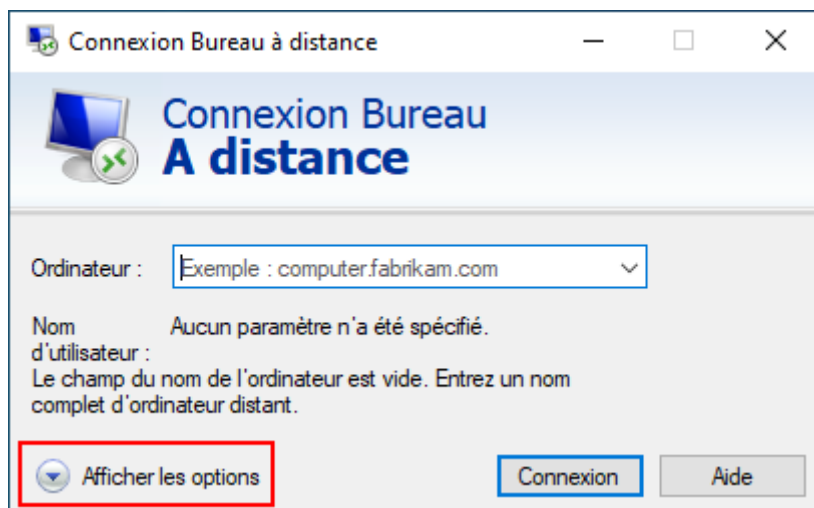 Connexion Bureau à distance
Connexion Bureau
A distance
Ordinateur :
Exemple : computer.fabrikam.com
Nom
d'utilisateur :
Aucun paramètre n'a été spécifié.
Le champ du nom de l'ordinateur est vide. Entrez un nom
complet d'ordinateur distant.
Afficher les options
Connexion
Aide